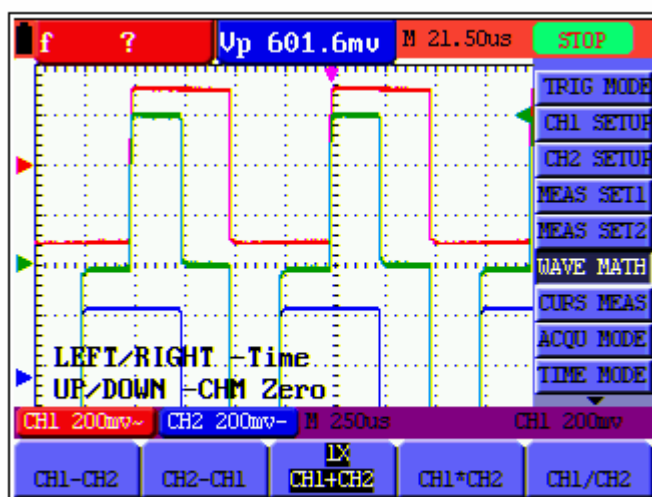 f ? Vp 601.6mv M 21.50us STOP
TRIG MODE
CH1 SETUP
CH2 SETUP
MEAS SET1
MEAS SET2
WAVE MATH
CURS MEAS
ACQU MODE
TIME MODE
LEFT/RIGHT -Time
UP/DOWN -CHM Zero
CH1 200mv~ CH2 200mv- M 250us CH1 200mv
1X
CH1-CH2 CH2-CH1 CH1+CH2 CH1*CH2 CH1/CH2